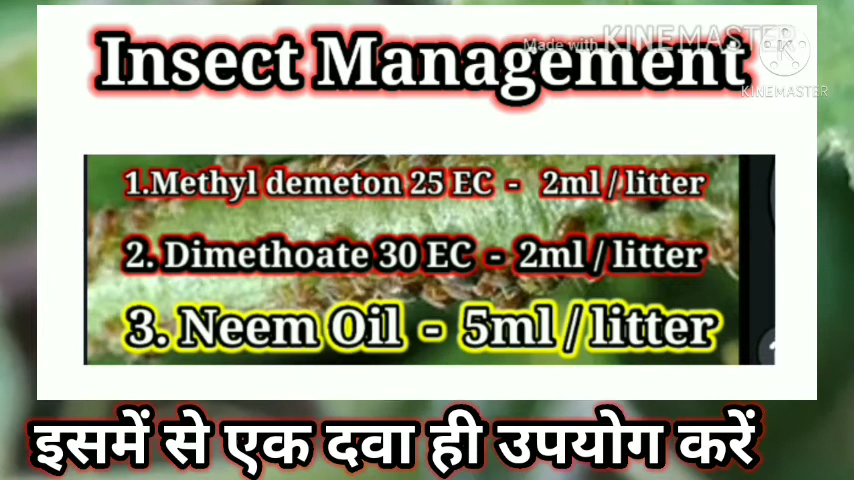 Insect Management
Made with KINEMASTER
KINEMASTER
1.Methyl demeton 25 EC - 2ml / litter
2. Dimethoate 30 EC - 2ml / litter
3. Neem Oil - 5ml / litter
इसमें से एक दवा ही उपयोग करें